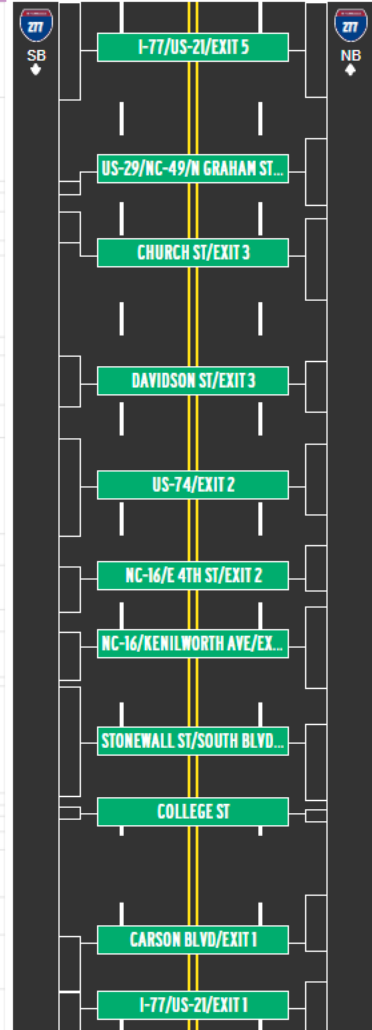 277
SB
277
NB
I-77/US-21/EXIT 5
US-29/NC-49/N GRAHAM ST...
CHURCH ST/EXIT 3
DAVIDSON ST/EXIT 3
US-74/EXIT 2
NC-16/E 4TH ST/EXIT 2
NC-16/KENILWORTH AVE/EX...
STONEWALL ST/SOUTH BLVD...
COLLEGE ST
CARSON BLVD/EXIT 1
I-77/US-21/EXIT 1